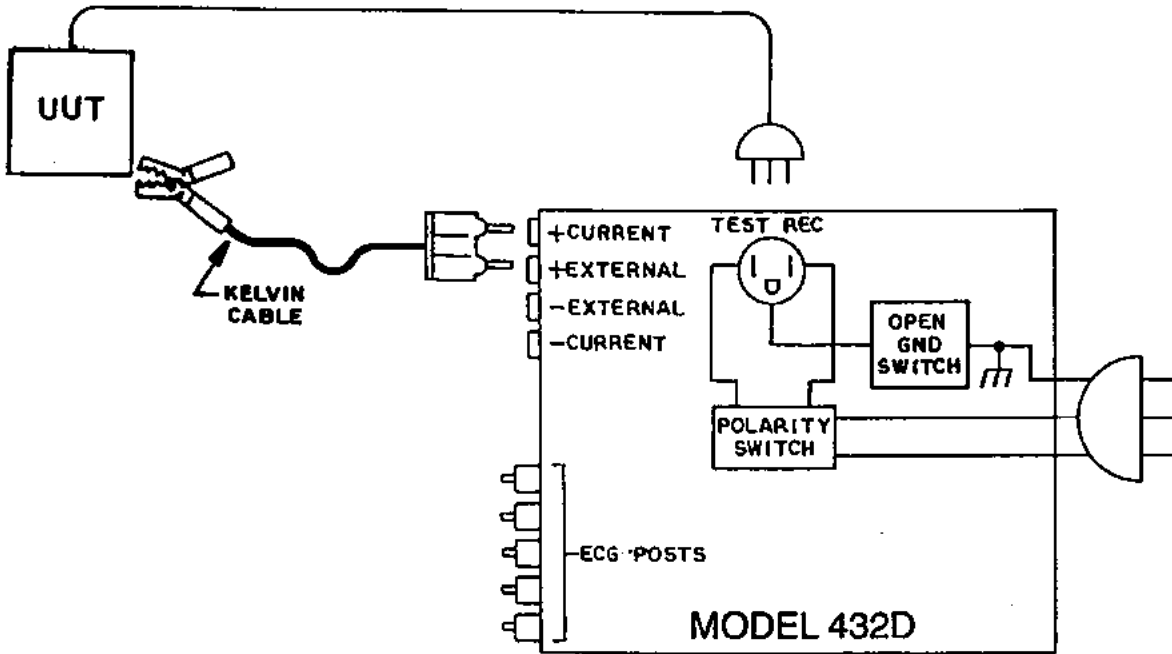 UUT
KELVIN
CABLE
+CURRENT
+EXTERNAL
-EXTERNAL
-CURRENT
TEST REC
OPEN
GND
SWITCH
POLARITY
SWITCH
ECG POSTS
MODEL 432D